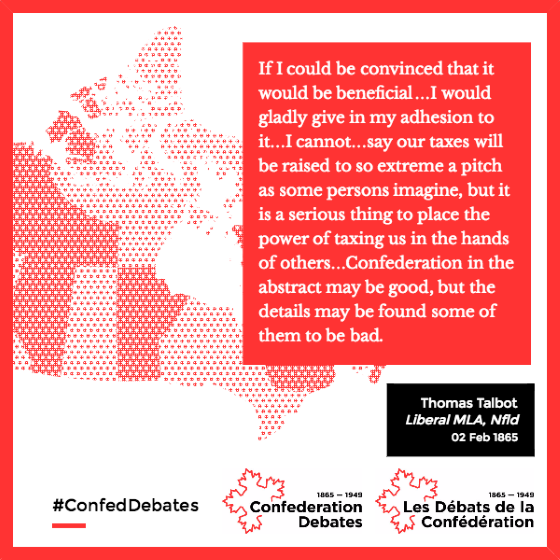 If I could be convinced that it
would be beneficial...I would
gladly give in my adhesion to
it...I cannot...say our taxes will
be raised to so extreme a pitch
as some persons imagine, but it
is a serious thing to place the
power of taxing us in the hands
of others...Confederation in the
abstract may be good, but the
details may be found some of
them to be bad.
Thomas Talbot
Liberal MLA, Nfld
02 Feb 1865
#ConfedDebates
1865 — 1949
Confederation
Debates
1865 — 1949
Les Débats de la
Confédération